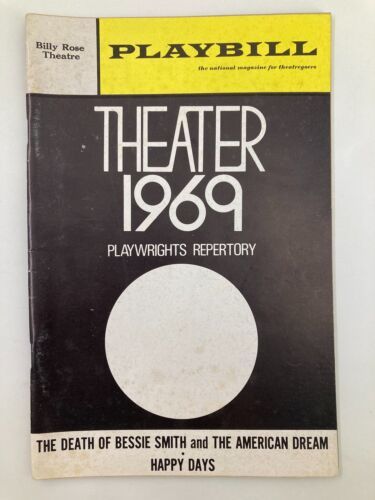 Billy Rose
Theatre
PLAYBILL
the national magazine for theatregoers
THEATER
1969
PLAYWRIGHTS REPERTORY
THE DEATH OF BESSIE SMITH and THE AMERICAN DREAM
•
HAPPY DAYS